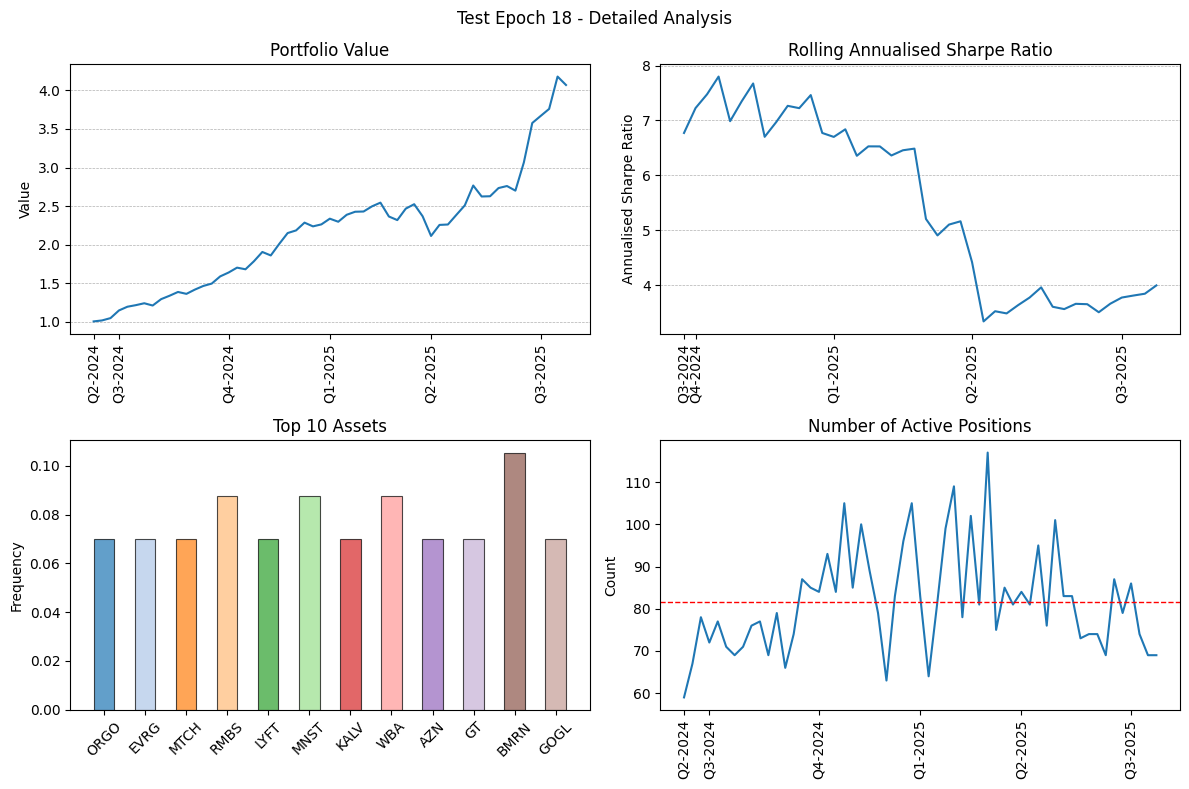 Test Epoch 18 - Detailed Analysis
Portfolio Value
Value
4.0
3.5
3.0
2.5
2.0
1.5
1.0
Q2-2024
Q3-2024
Q4-2024
Q1-2025
Q2-2025
Q3-2025
Rolling Annualised Sharpe Ratio
Annualised Sharpe Ratio
8
7
6
5
4
Q3-2024
Q4-2024
Q1-2025
Q2-2025
Q3-2025
Top 10 Assets
Frequency
0.10
0.08
0.06
0.04
0.02
0.00
ORGO
EVRG
MTCH
RMBS
LYFT
MNST
KALV
WBA
AZN
GT
BMRN
GOGL
Number of Active Positions
Count
110
100
90
80
70
60
Q2-2024
Q3-2024
Q4-2024
Q1-2025
Q2-2025
Q3-2025